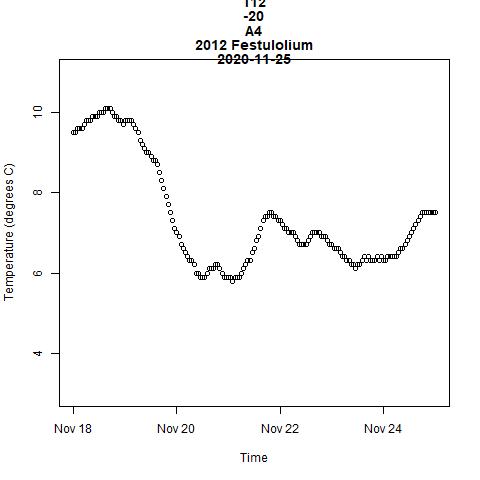 T12
-20
A4
2012 Festulolium
2020-11-25
10
8
6
4
Temperature (degrees C)
Nov 18
Nov 20
Nov 22
Nov 24
Time